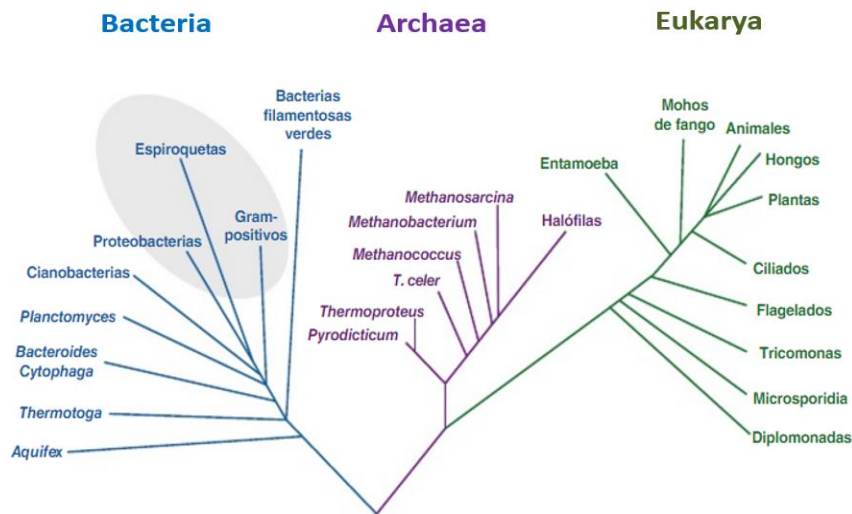 Bacteria
Archaea
Eukarya
Bacterias
filamentosas
verdes
Espiroquetas
Gram-
positivos
Proteobacterias
Cianobacterias
Planctomyces
Bacteroides
Cytophaga
Thermotoga
Aquifex
Methanosarcina
Methanobacterium
Halófilas
Methanococcus
T. celer
Thermoproteus
Pyrodicticum
Mohos
de fango
Animales
Entamoeba
Hongos
Plantas
Ciliados
Flagelados
Tricomonas
Microsporidia
Diplomonadas